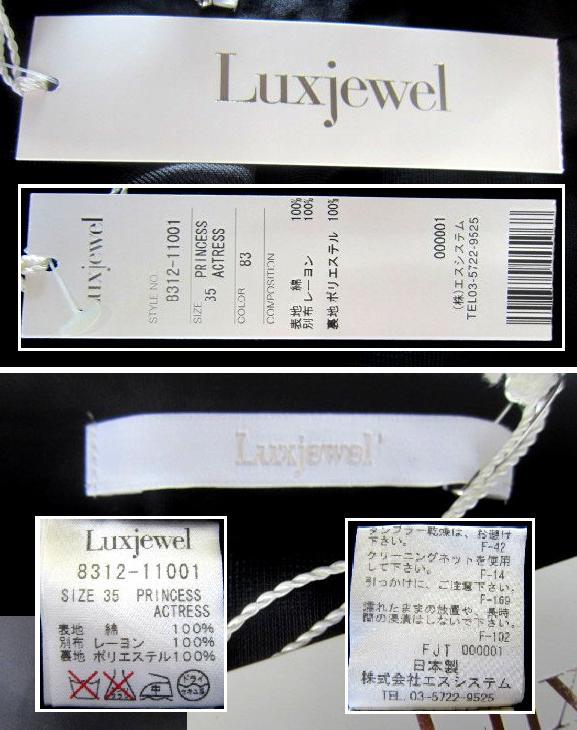 Luxjewel
Luxjewel
STYLE NO.
8312-11001
SIZE PRINCESS
35 ACTRESS
COLOR 83
COMPOSITION
表地 綿 100%
別布 レーヨン 100%
裏地 ポリエステル 100%
000001
(株)エスシステム
TEL03-5722-9525
Luxjewel
Luxjewel
8312-11001
SIZE 35 PRINCESS
ACTRESS
表地 綿 100%
別布 レーヨン 100%
裏地 ポリエステル100%
中
ドライ
セキユ系
タンブラー乾燥は、お避け
下さい。
F-42
クリーニングネットを使用
して下さい。
F-14
引っかけに、ご注意下さい。
F-169
濡れたままの放置や、長時
間の浸漬はしないで下さい。
F-102
FJT 000001
日本製
株式会社エスシステム
TEL.03-5722-9525